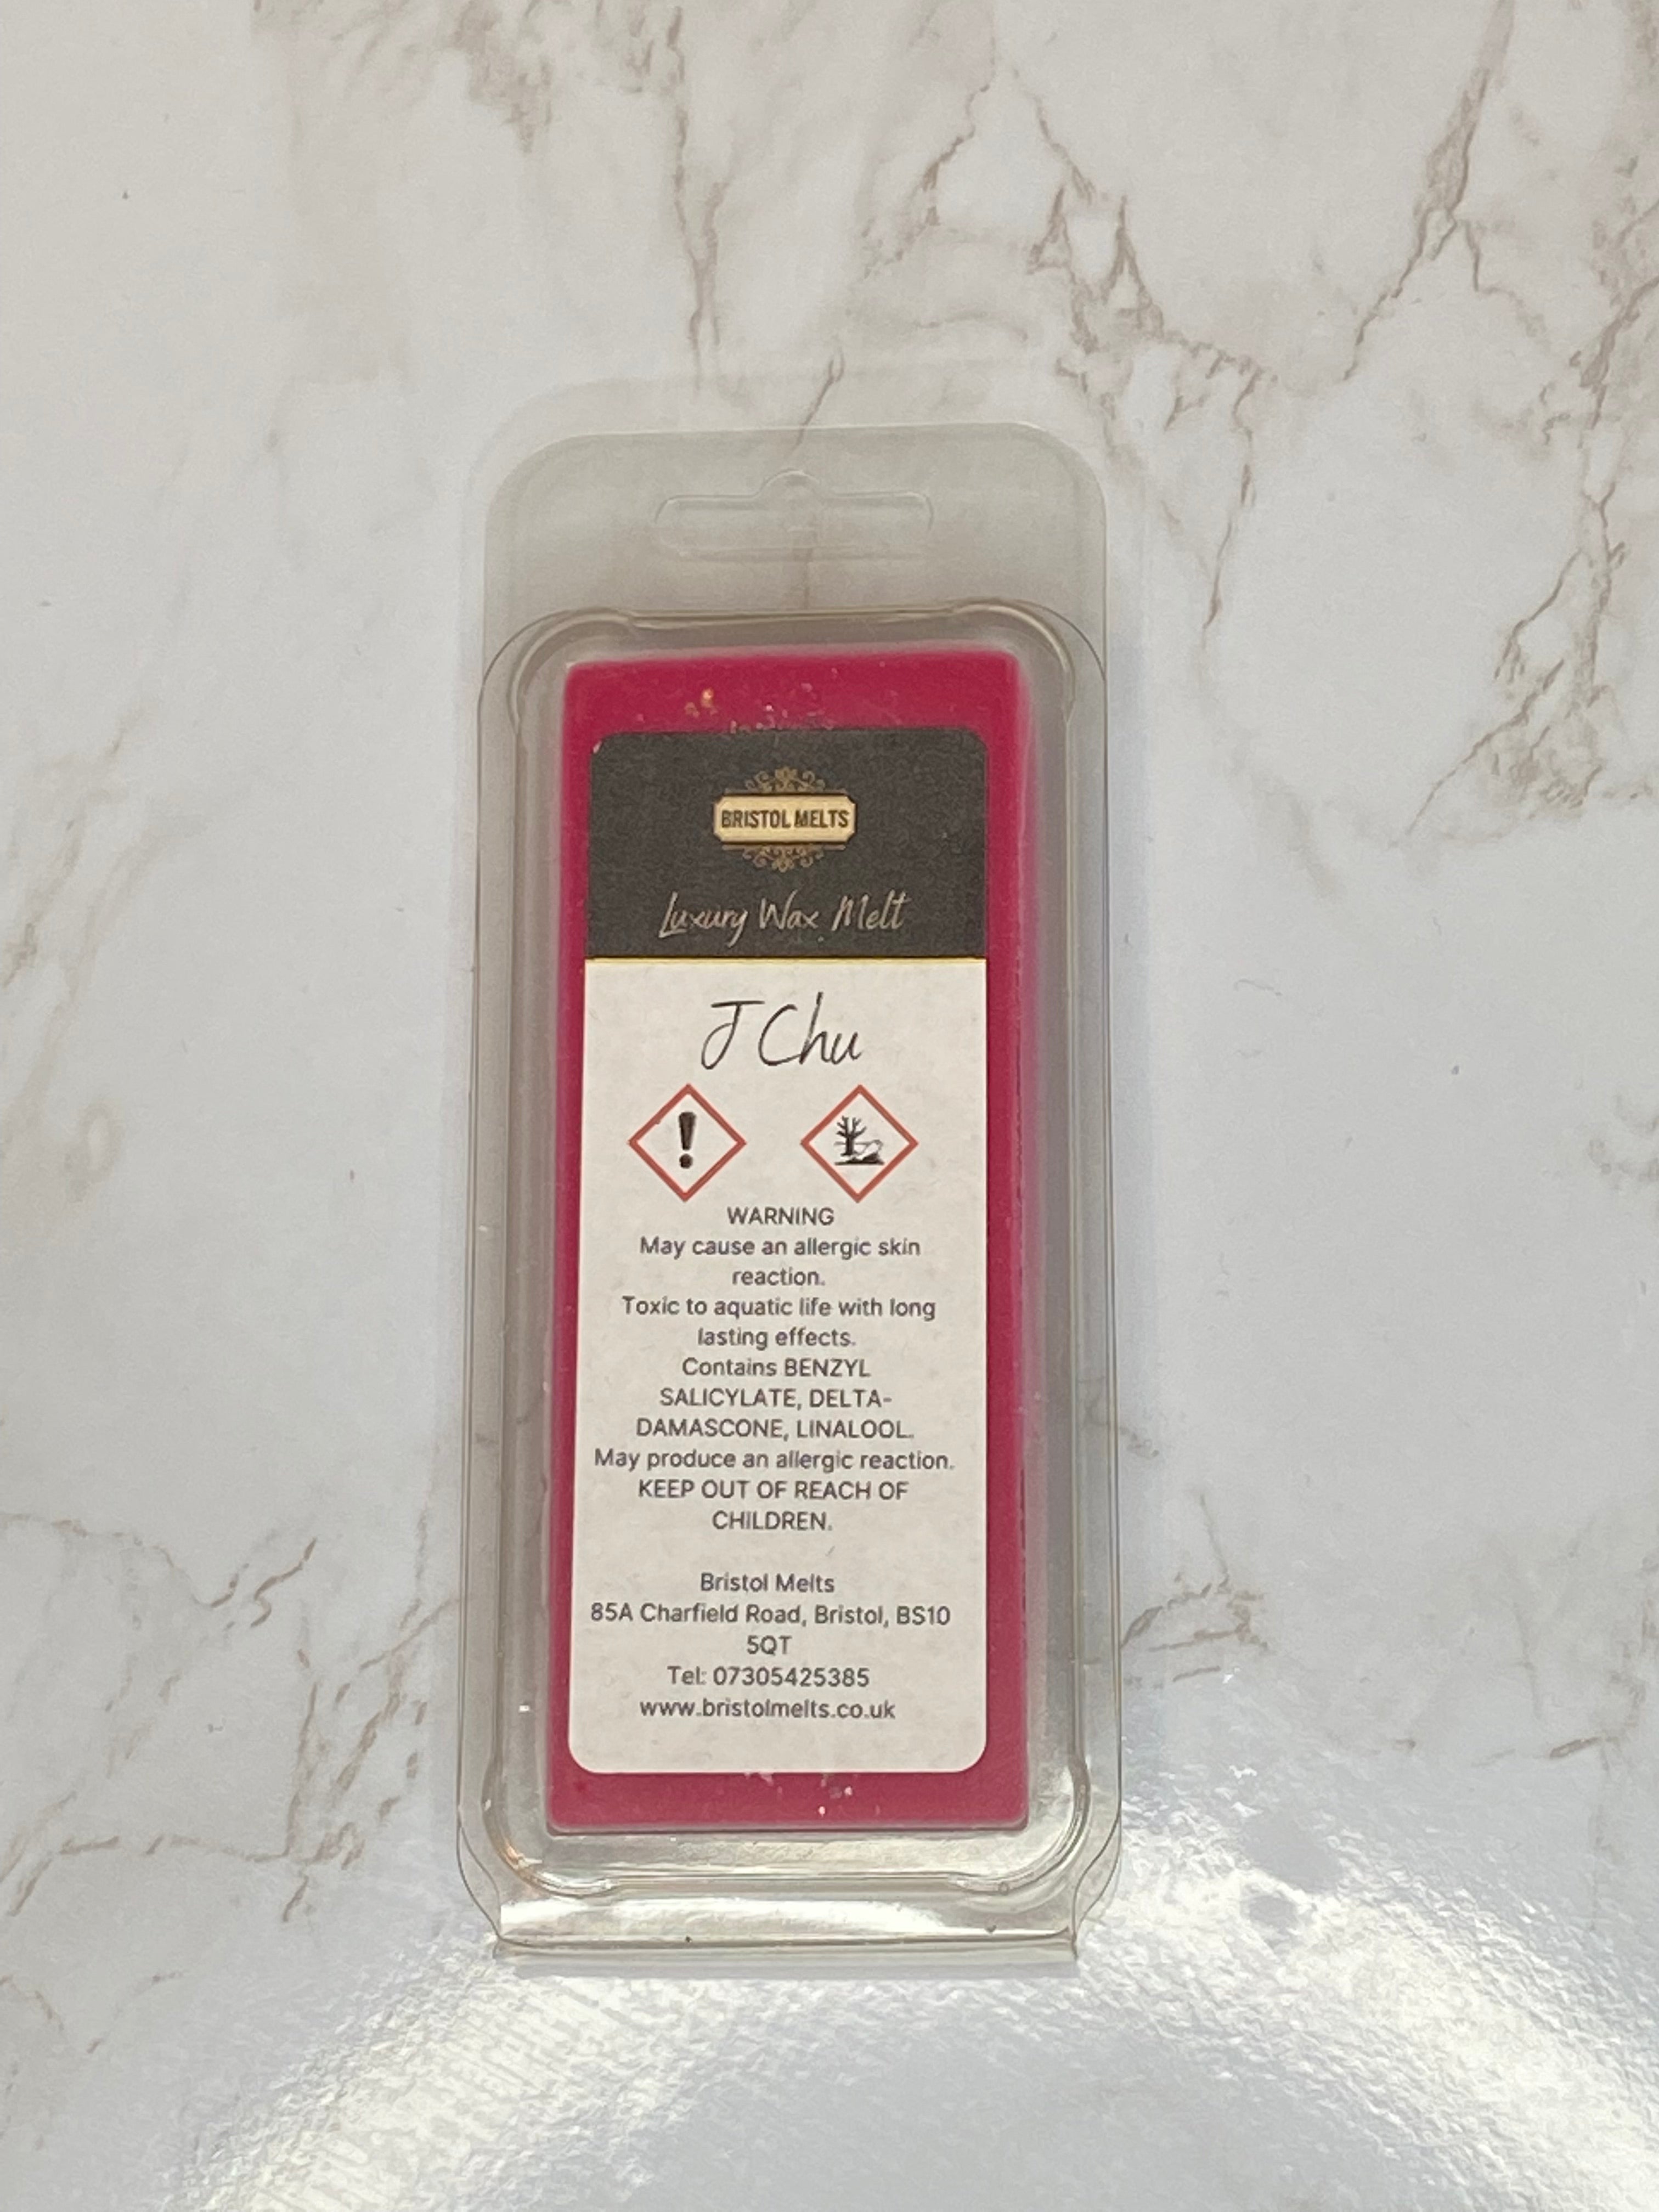 BRISTOL MELTS
Luxury Wax Melt
J Chu
WARNING
May cause an allergic skin
reaction.
Toxic to aquatic life with long
lasting effects.
Contains BENZYL
SALICYLATE, DELTA-
DAMASCONE, LINALOOL.
May produce an allergic reaction.
KEEP OUT OF REACH OF
CHILDREN.
Bristol Melts
85A Charfield Road, Bristol, BS10
5QT
Tel: 07305425385
www.bristolmelts.co.uk